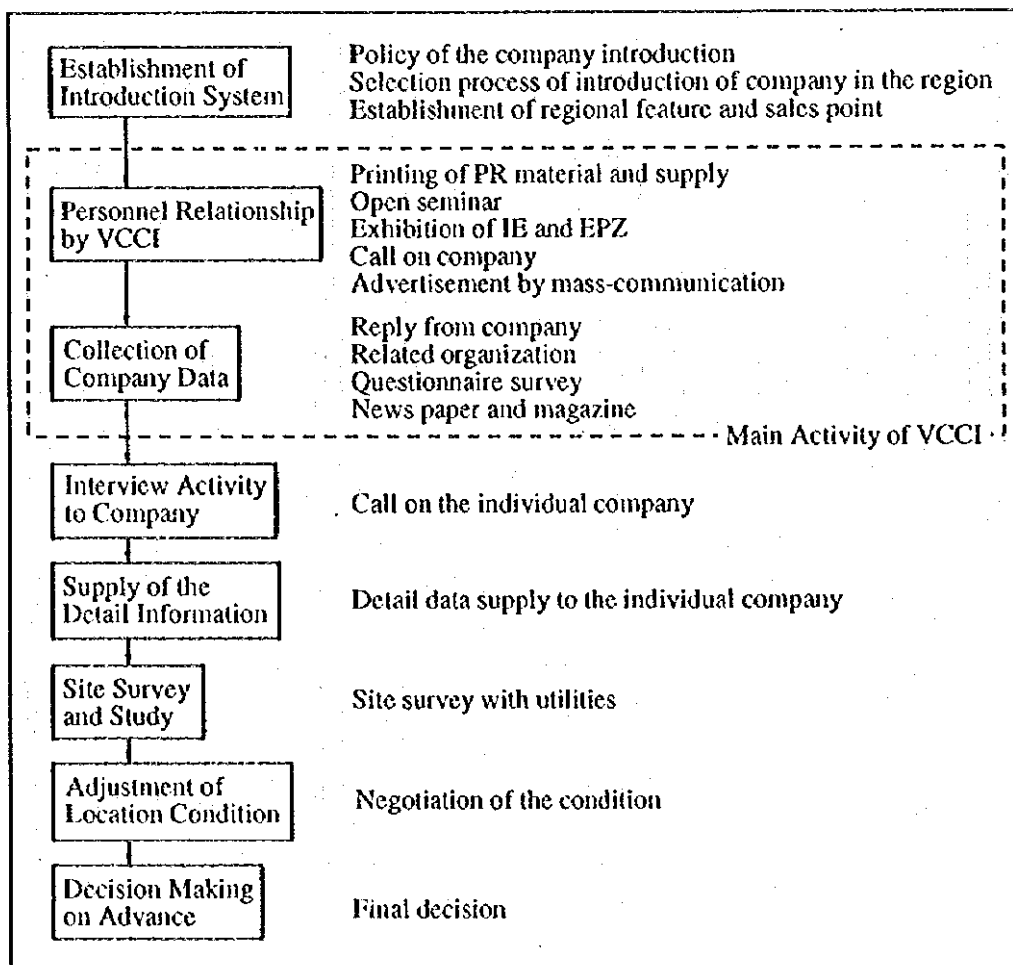 Establishment of
Introduction System
Policy of the company introduction
Selection process of introduction of company in the region
Establishment of regional feature and sales point
Personnel Relationship
by VCCI
Printing of PR material and supply
Open seminar
Exhibition of IE and EPZ
Call on company
Advertisement by mass-communication
Collection of
Company Data
Reply from company
Related organization
Questionnaire survey
News paper and magazine
Main Activity of VCCI
Interview Activity
to Company
Call on the individual company
Supply of the
Detail Information
Detail data supply to the individual company
Site Survey
and Study
Site survey with utilities
Adjustment of
Location Condition
Negotiation of the condition
Decision Making
on Advance
Final decision